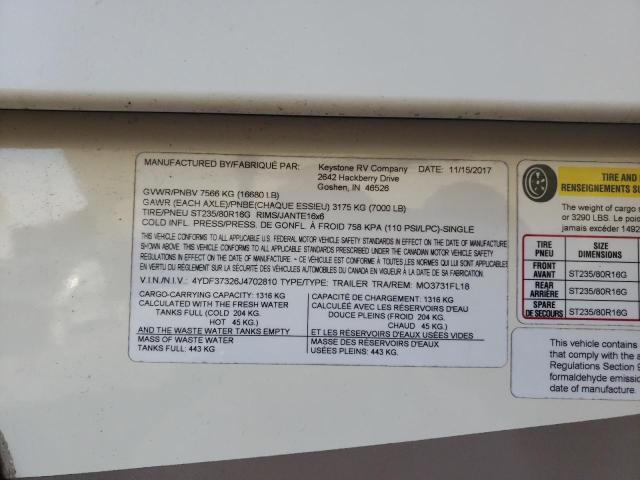 MANUFACTURED BY/FABRIQUÉ PAR: Keystone RV Company DATE: 11/15/2017
2642 Hackberry Drive
Goshen, IN 46526
GVWR/PNBV 7566 KG (16680 LB)
GAWR (EACH AXLE)/PNBE(CHAQUE ESSIEU) 3175 KG (7000 LB)
TIRE/PNEU ST235/80R16G RIMS/JANTE16x6
COLD INFL. PRESS/PRESS. DE GONFL. À FROID 758 KPA (110 PSI/LPC)-SINGLE
THIS VEHICLE CONFORMS TO ALL APPLICABLE U.S. FEDERAL MOTOR VEHICLE SAFETY STANDARDS IN EFFECT ON THE DATE OF MANUFACTURE
SHOWN ABOVE. THIS VEHICLE CONFORMS TO ALL APPLICABLE STANDARDS PRESCRIBED UNDER THE CANADIAN MOTOR VEHICLE SAFETY
REGULATIONS IN EFFECT ON THE DATE OF MANUFACTURE / CE VÉHICULE EST CONFORME À TOUTES LES NORMES QUI LUI SONT APPLICABLES
EN VERTU DU RÈGLEMENT SUR LA SÉCURITÉ DES VÉHICULES AUTOMOBILES DU CANADA EN VIGUEUR À LA DATE DE SA FABRICATION.
V.I.N./N.I.V.: 4YDF37326J4702810 TYPE/TYPE: TRAILER TRA/REM: MO3731FL18
CARGO-CARRYING CAPACITY: 1316 KG
CALCULATED WITH THE FRESH WATER
TANKS FULL (COLD 204 KG.
HOT 45 KG.)
AND THE WASTE WATER TANKS EMPTY
MASS OF WASTE WATER
TANKS FULL: 443 KG
CAPACITÉ DE CHARGEMENT: 1316 KG
CALCULÉE AVEC LES RÉSERVOIRS D'EAU
DOUCE PLEINS (FROID 204 KG.
CHAUD 45 KG.)
ET LES RÉSERVOIRS D'EAUX USÉES VIDES
MASSE DES RÉSERVOIRS D'EAUX
USÉES PLEINS: 443 KG.
TIRE AND
RENSEIGNEMENTS SU
The weight of cargo s
or 3290 LBS. Le poid
jamais excéder 1492
TIRE SIZE
PNEU DIMENSIONS
FRONT
AVANT ST235/80R16G
REAR
ARRIÈRE ST235/80R16G
SPARE
DE SECOURS ST235/80R16G
This vehicle contains
that comply with the
Regulations Section 9
formaldehyde emission
date of manufacture.